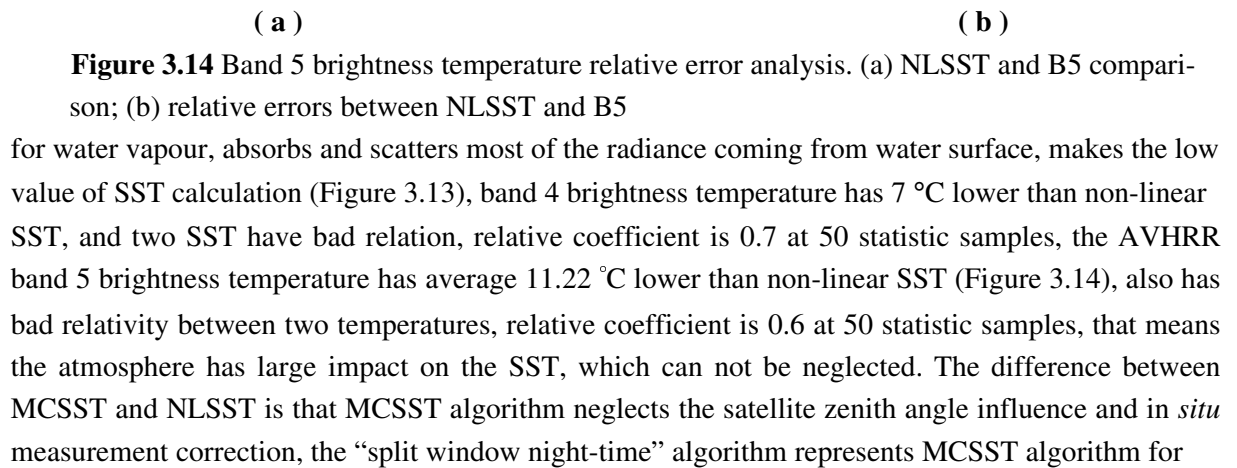 ( a ) ( b )
Figure 3.14 Band 5 brightness temperature relative error analysis. (a) NLSST and B5 compari-
son; (b) relative errors between NLSST and B5
for water vapour, absorbs and scatters most of the radiance coming from water surface, makes the low
value of SST calculation (Figure 3.13), band 4 brightness temperature has 7 °C lower than non-linear
SST, and two SST have bad relation, relative coefficient is 0.7 at 50 statistic samples, the AVHRR
band 5 brightness temperature has average 11.22 °C lower than non-linear SST (Figure 3.14), also has
bad relativity between two temperatures, relative coefficient is 0.6 at 50 statistic samples, that means
the atmosphere has large impact on the SST, which can not be neglected. The difference between
MCSST and NLSST is that MCSST algorithm neglects the satellite zenith angle influence and in situ
measurement correction, the “split window night-time” algorithm represents MCSST algorithm for